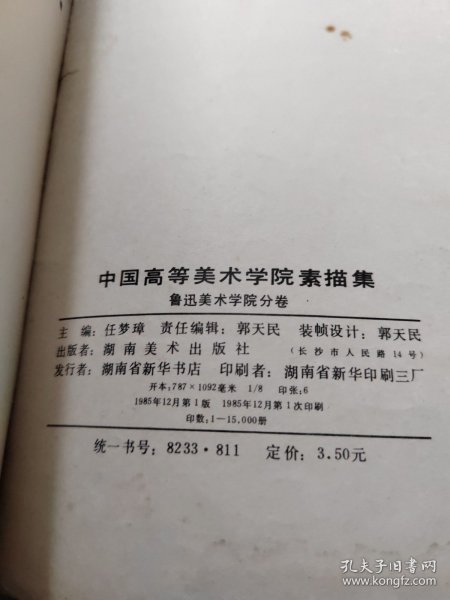 中国高等美术学院素描集
鲁迅美术学院分卷
主 编: 任梦璋 责任编辑: 郭天民 装帧设计: 郭天民
出版者: 湖南美术出版社 (长沙市人民路14号)
发行者: 湖南省新华书店 印刷者: 湖南省新华印刷三厂
开本: 787×1092毫米 1/8 印张: 6
1985年12月第1版 1985年12月第1次印刷
印数: 1—15,000册
统一书号: 8233·811 定价: 3.50元
孔夫子旧书网
www.kongfz.com